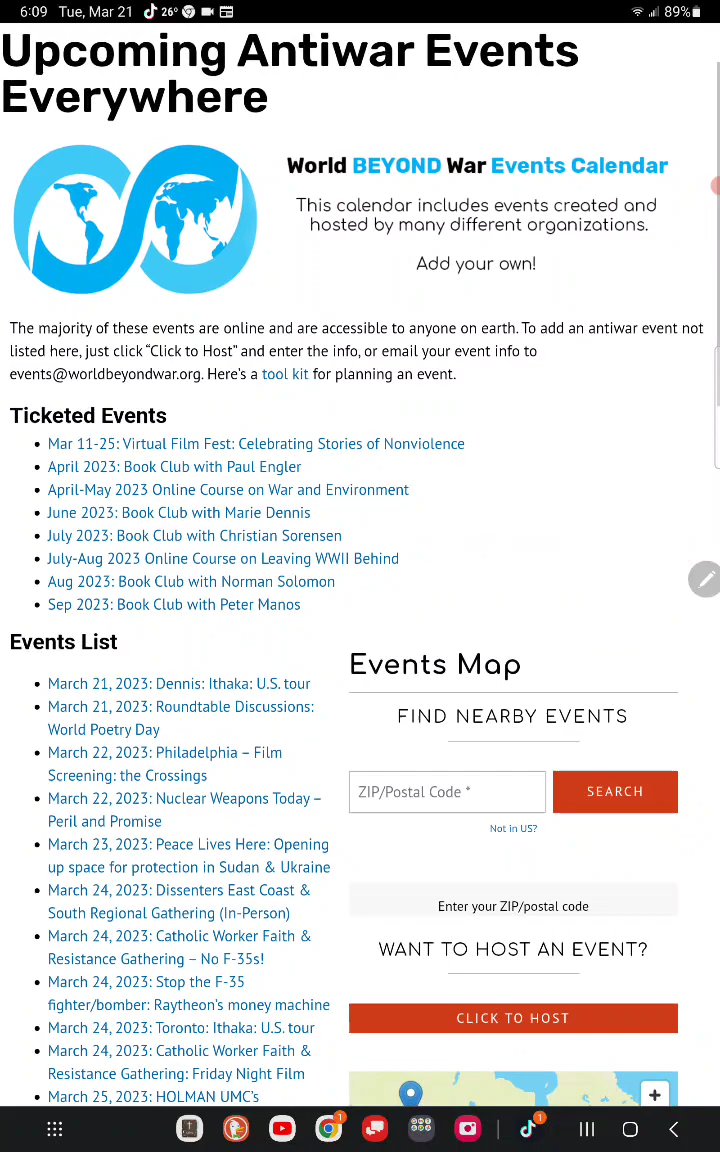 6:09 Tue, Mar 21 26° 89%
Upcoming Antiwar Events
Everywhere
World BEYOND War Events Calendar
This calendar includes events created and
hosted by many different organizations.
Add your own!
The majority of these events are online and are accessible to anyone on earth. To add an antiwar event not
listed here, just click “Click to Host” and enter the info, or email your event info to
events@worldbeyondwar.org. Here's a tool kit for planning an event.
Ticketed Events
• Mar 11-25: Virtual Film Fest: Celebrating Stories of Nonviolence
• April 2023: Book Club with Paul Engler
• April-May 2023 Online Course on War and Environment
• June 2023: Book Club with Marie Dennis
• July 2023: Book Club with Christian Sorensen
• July-Aug 2023 Online Course on Leaving WWII Behind
• Aug 2023: Book Club with Norman Solomon
• Sep 2023: Book Club with Peter Manos
Events List
• March 21, 2023: Dennis: Ithaka: U.S. tour
• March 21, 2023: Roundtable Discussions:
World Poetry Day
• March 22, 2023: Philadelphia – Film
Screening: the Crossings
• March 22, 2023: Nuclear Weapons Today –
Peril and Promise
• March 23, 2023: Peace Lives Here: Opening
up space for protection in Sudan & Ukraine
• March 24, 2023: Dissenters East Coast &
South Regional Gathering (In-Person)
• March 24, 2023: Catholic Worker Faith &
Resistance Gathering – No F-35s!
• March 24, 2023: Stop the F-35
fighter/bomber: Raytheon's money machine
• March 24, 2023: Toronto: Ithaka: U.S. tour
• March 24, 2023: Catholic Worker Faith &
Resistance Gathering: Friday Night Film
• March 25, 2023: HOLMAN UMC's
Events Map
FIND NEARBY EVENTS
ZIP/Postal Code *
SEARCH
Not in US?
Enter your ZIP/postal code
WANT TO HOST AN EVENT?
CLICK TO HOST
+
1
1